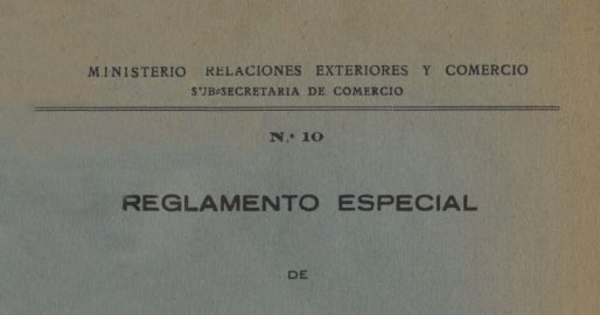 MINISTERIO RELACIONES EXTERIORES Y COMERCIO
SUB-SECRETARIA DE COMERCIO
N.º 10
REGLAMENTO ESPECIAL
DE